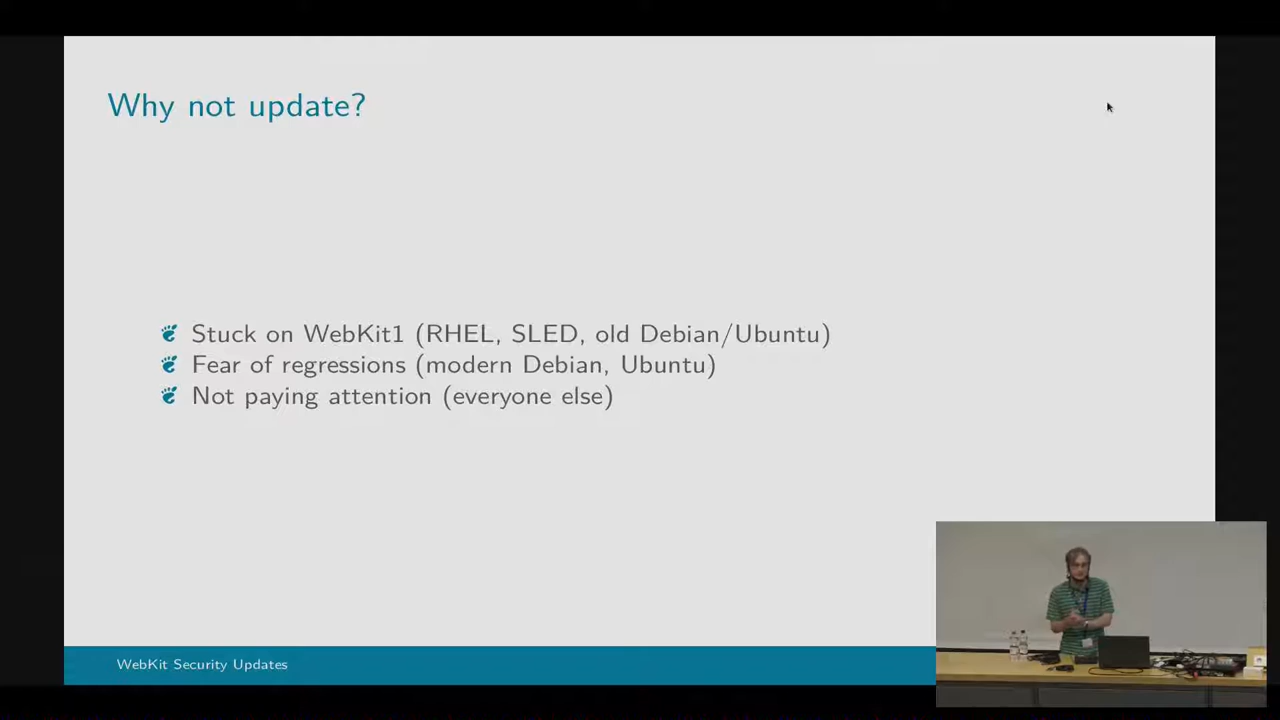 Why not update?
Stuck on WebKit1 (RHEL, SLED, old Debian/Ubuntu)
Fear of regressions (modern Debian, Ubuntu)
Not paying attention (everyone else)
WebKit Security Updates